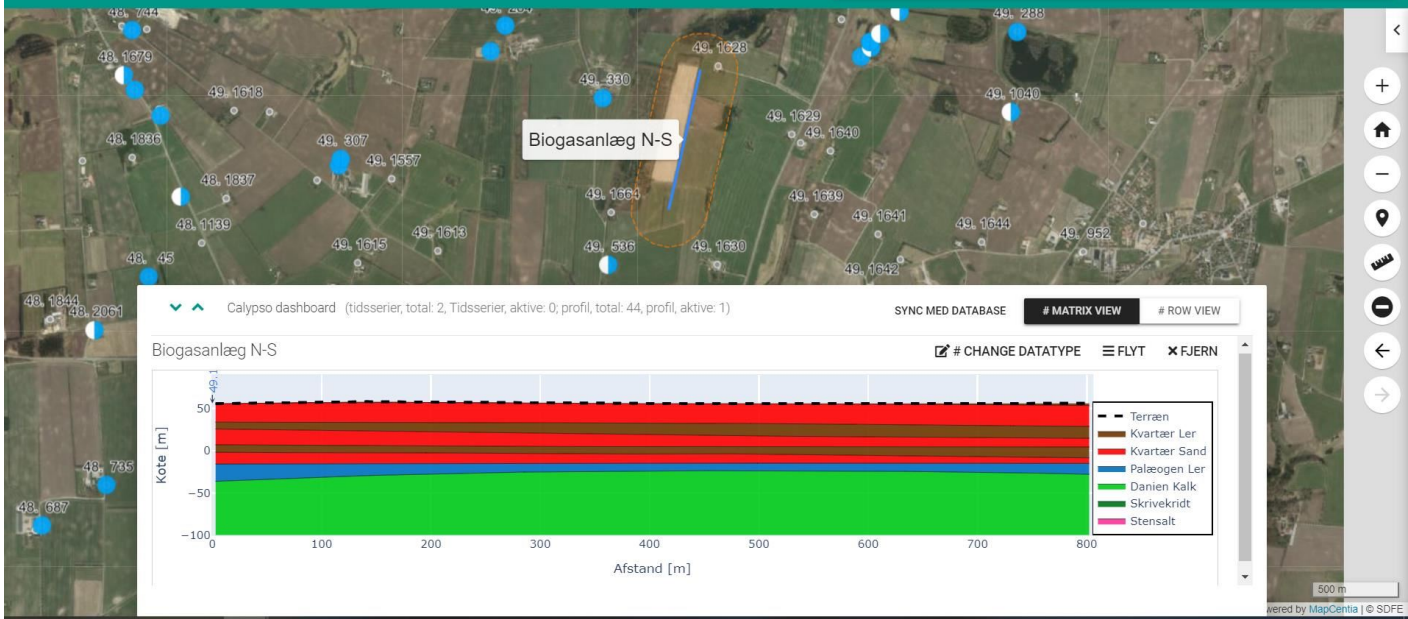 48. 744
49. 264
49. 288
48. 1679
49. 1628
49. 330
49. 1618
49. 1040
49. 1629
48. 1836
49. 307
Biogasanlæg N-S
49. 1640
49. 1557
48. 1837
49. 1664
49. 1639
48. 1139
49. 1641
49. 1644
49. 952
49. 1615
49. 1613
49. 536
49. 1630
48. 45
49. 1642
48. 1844
48. 2061
Calypso dashboard (tidsserier, total: 2, Tidsserier, aktive: 0; profil, total: 44, profil, aktive: 1)
SYNC MED DATABASE
# MATRIX VIEW
# ROW VIEW
Biogasanlæg N-S
# CHANGE DATATYPE
FLYT
FJERN
49.1
50
0
−50
−100
Kote [m]
0 100 200 300 400 500 600 700 800
Afstand [m]
Terræn
Kvartær Ler
Kvartær Sand
Palæogen Ler
Danien Kalk
Skrivekridt
Stensalt
48. 735
48. 687
500 m
wered by MapCentia | © SDFE